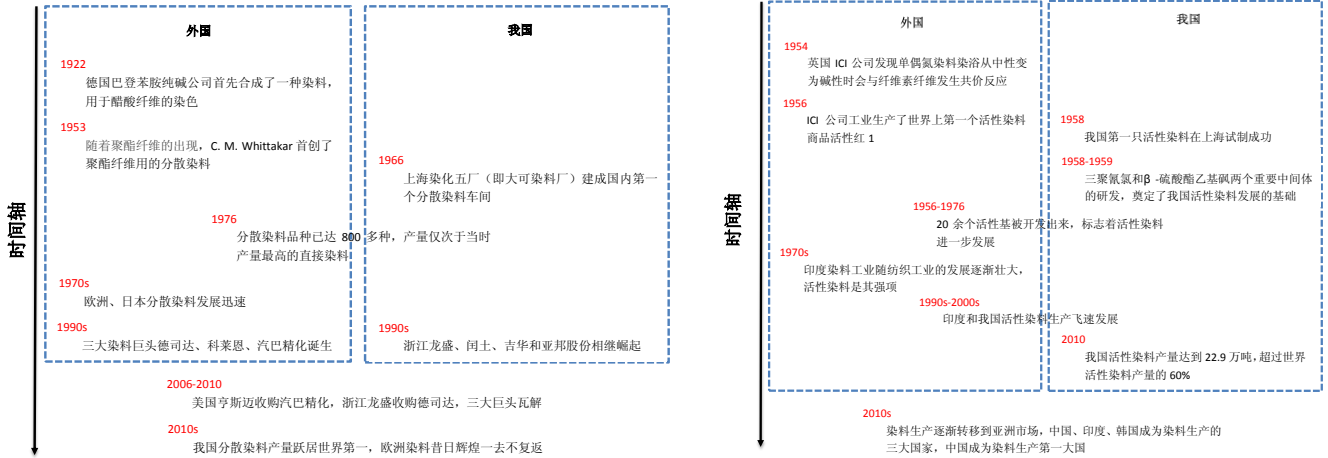 时间轴
外国
1922
德国巴登苯胺纯碱公司首先合成了一种染料，
用于醋酸纤维的染色
1953
随着聚酯纤维的出现，C. M. Whittakar 首创了
聚酯纤维用的分散染料
1976
分散染料品种已达 800 多种，产量仅次于当时
产量最高的直接染料
1970s
欧洲、日本分散染料发展迅速
1990s
三大染料巨头德司达、科莱恩、汽巴精化诞生
我国
1966
上海染化五厂（即大可染料厂）建成国内第一
个分散染料车间
1990s
浙江龙盛、闰土、吉华和亚邦股份相继崛起
2006-2010
美国亨斯迈收购汽巴精化，浙江龙盛收购德司达，三大巨头瓦解
2010s
我国分散染料产量跃居世界第一，欧洲染料昔日辉煌一去不复返
时间轴
外国
1954
英国 ICI 公司发现单偶氮染料染浴从中性变
为碱性时会与纤维素纤维发生共价反应
1956
ICI 公司工业生产了世界上第一个活性染料
商品活性红 1
1956-1976
20 余个活性基被开发出来，标志着活性染料
进一步发展
1970s
印度染料工业随纺织工业的发展逐渐壮大，
活性染料是其强项
1990s-2000s
印度和我国活性染料生产飞速发展
我国
1958
我国第一只活性染料在上海试制成功
1958-1959
三聚氰氯和β -硫酸酯乙基砜两个重要中间体
的研发，奠定了我国活性染料发展的基础
2010
我国活性染料产量达到 22.9 万吨，超过世界
活性染料产量的 60%
2010s
染料生产逐渐转移到亚洲市场，中国、印度、韩国成为染料生产的
三大国家，中国成为染料生产第一大国